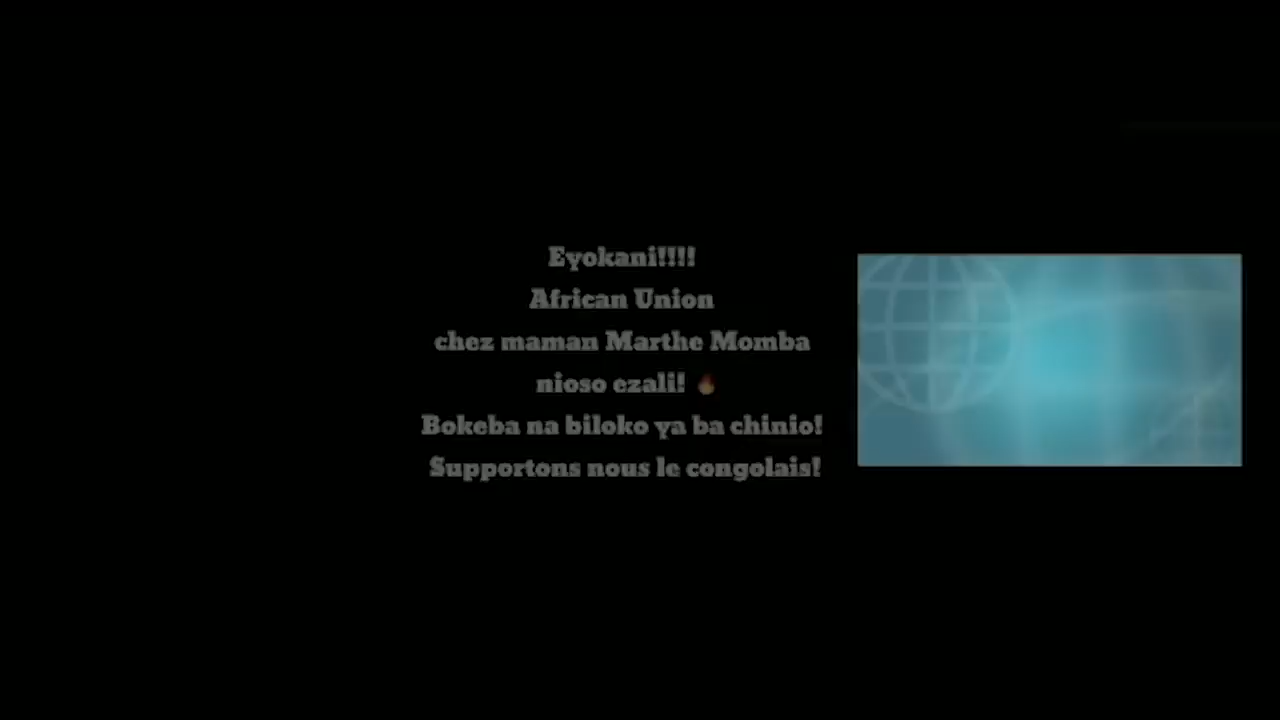 Eyokani!!!!
African Union
chez maman Marthe Momba
nioso ezali! 🔥
Bokeba na biloko ya ba chinio!
Supportons nous le congolais!